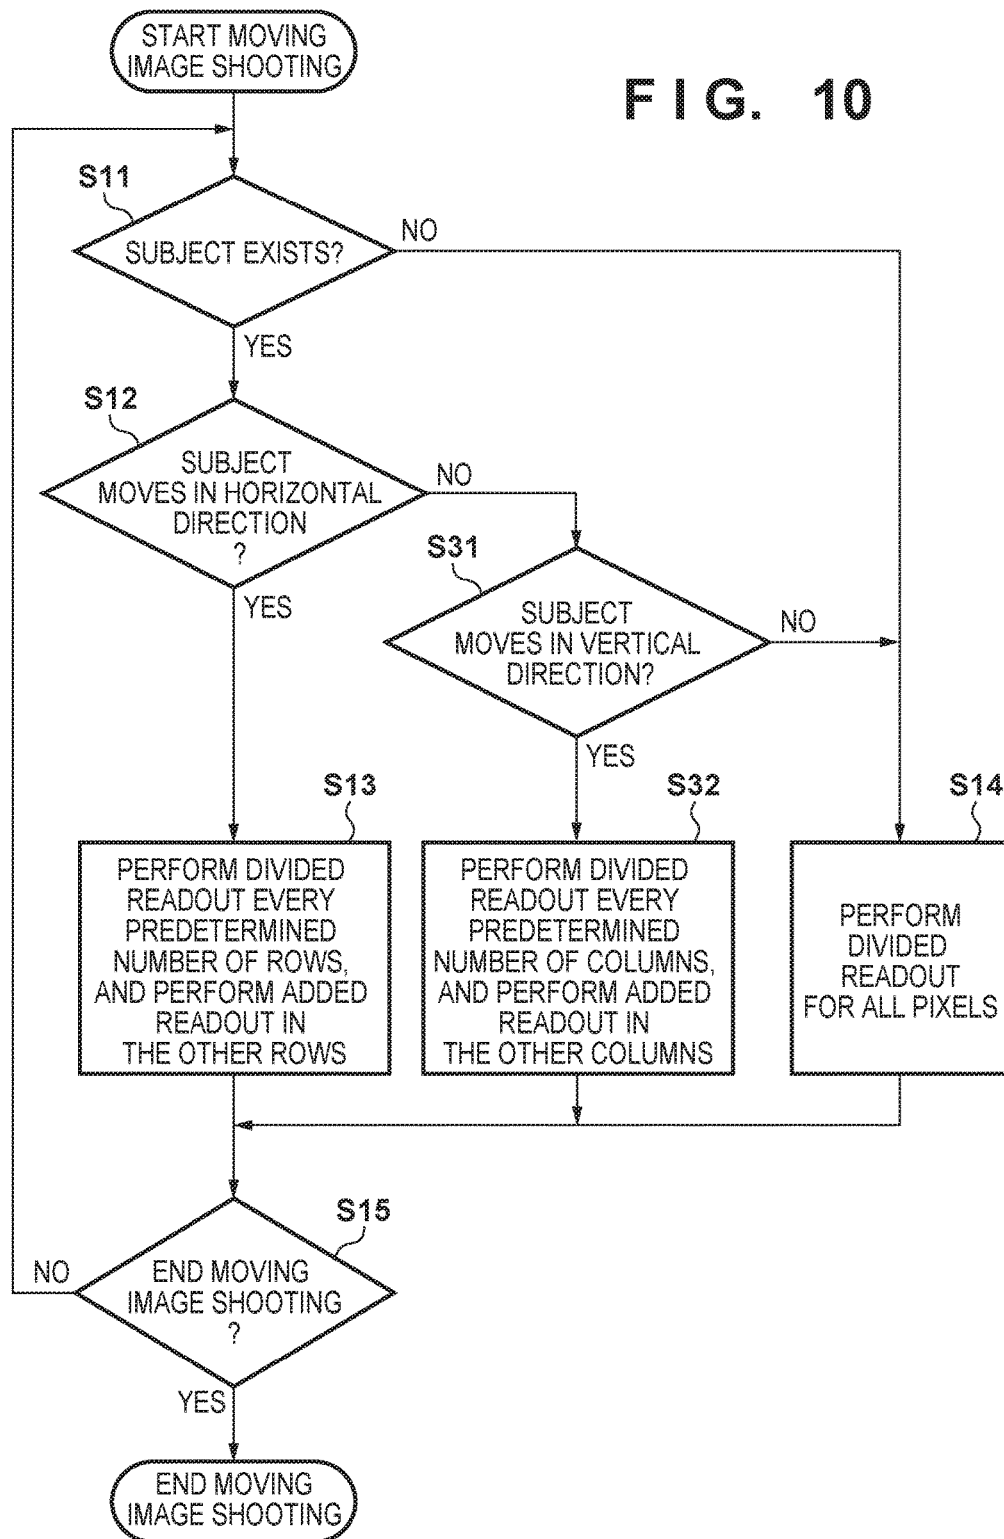 START MOVING
IMAGE SHOOTING
FIG. 10
S11
SUBJECT EXISTS?
NO
YES
S12
SUBJECT
MOVES IN HORIZONTAL
DIRECTION
?
NO
YES
S31
SUBJECT
MOVES IN VERTICAL
DIRECTION?
NO
YES
S13
PERFORM DIVIDED
READOUT EVERY
PREDETERMINED
NUMBER OF ROWS,
AND PERFORM ADDED
READOUT IN
THE OTHER ROWS
S32
PERFORM DIVIDED
READOUT EVERY
PREDETERMINED
NUMBER OF COLUMNS,
AND PERFORM ADDED
READOUT IN
THE OTHER COLUMNS
S14
PERFORM
DIVIDED
READOUT
FOR ALL PIXELS
S15
END MOVING
IMAGE SHOOTING
?
NO
YES
END MOVING
IMAGE SHOOTING